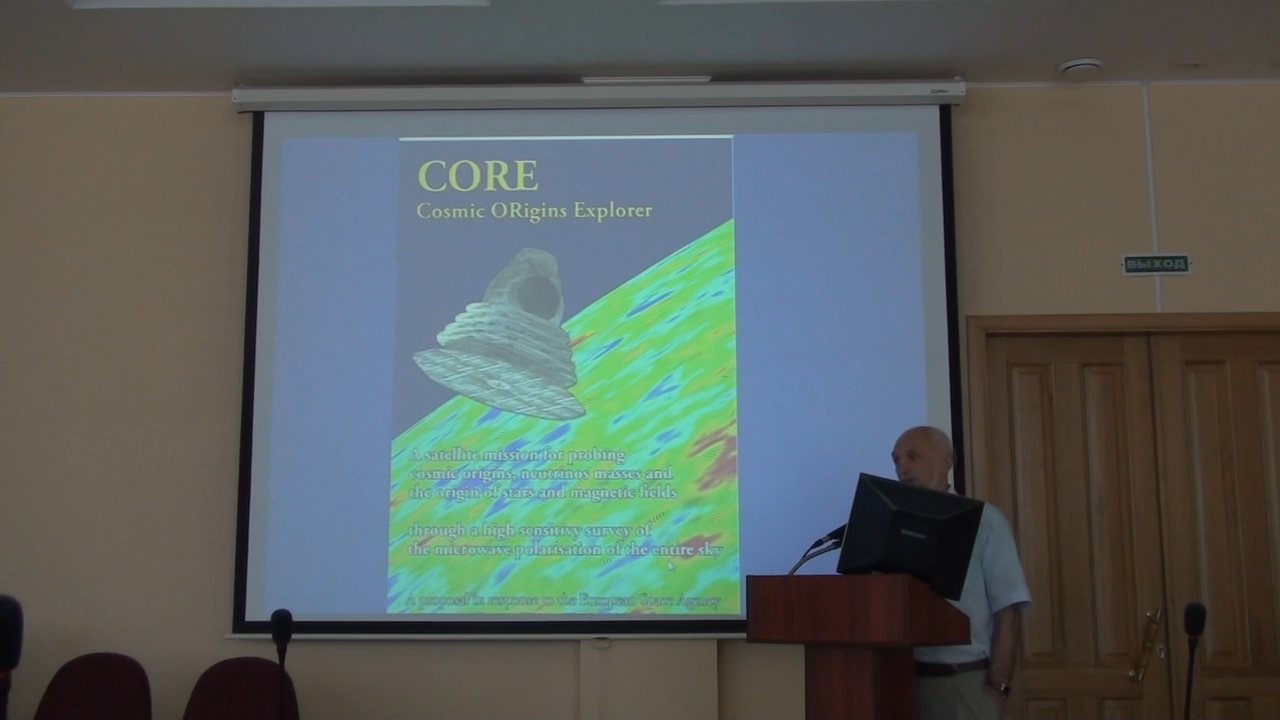 CORE
Cosmic ORigins Explorer
A satellite mission for probing
cosmic origins, neutrinos masses and
the origin of stars and magnetic fields
through a high sensitivy survey of
the microwave polarisation of the entire sky
A proposal in response to the European Space Agency
ВЫХОД